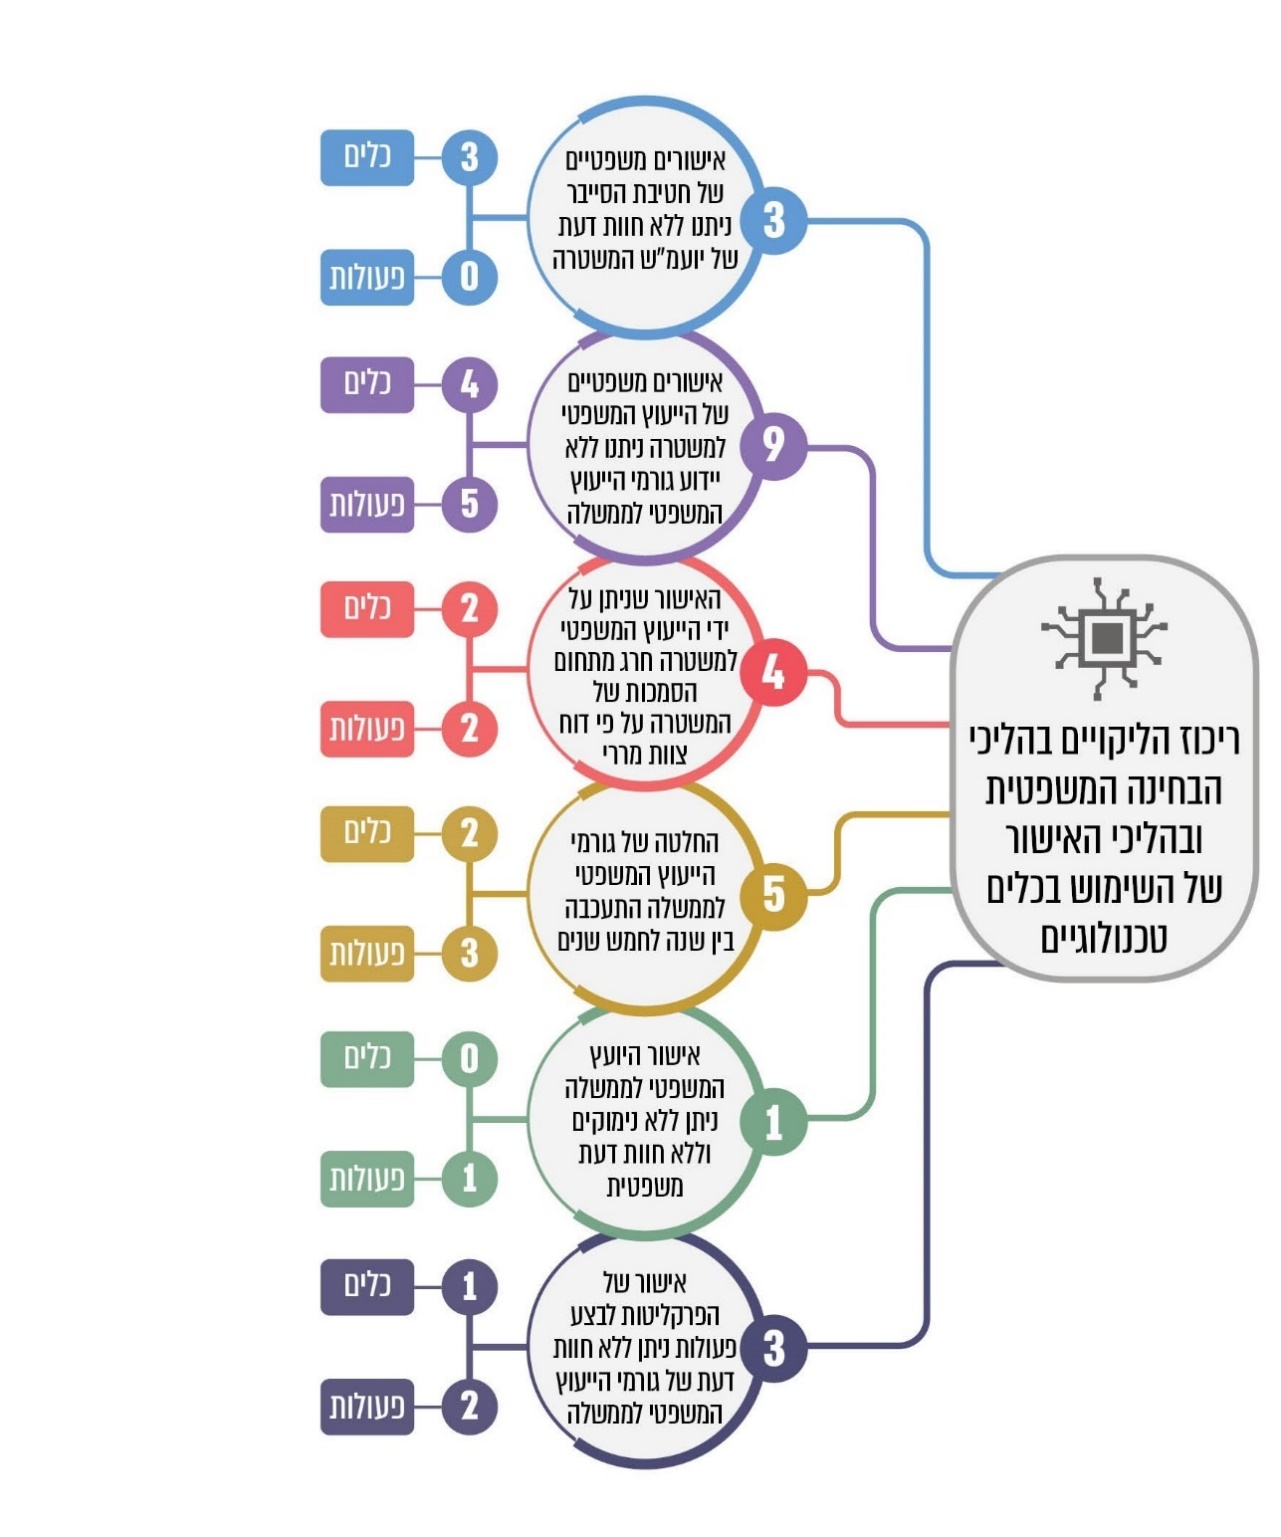 ריכוז הליקויים בהליכי
הבחינה המשפטית
ובהליכי האישור
של השימוש בכלים
טכנולוגיים
3
אישורים משפטיים
של חטיבת הסייבר
ניתנו ללא חוות דעת
של יועמ"ש המשטרה
3
כלים
0
פעולות
9
אישורים משפטיים
של הייעוץ המשפטי
למשטרה ניתנו ללא
יידוע גורמי הייעוץ
המשפטי לממשלה
4
כלים
5
פעולות
4
האישור שניתן על
ידי הייעוץ המשפטי
למשטרה חרג מתחום
הסמכות של
המשטרה על פי דוח
צוות מררי
2
כלים
2
פעולות
5
החלטה של גורמי
הייעוץ המשפטי
לממשלה התעכבה
בין שנה לחמש שנים
2
כלים
3
פעולות
1
אישור היועץ
המשפטי לממשלה
ניתן ללא נימוקים
וללא חוות דעת
משפטית
0
כלים
1
פעולות
3
אישור של
הפרקליטות לבצע
פעולות ניתן ללא חוות
דעת של גורמי הייעוץ
המשפטי לממשלה
1
כלים
2
פעולות